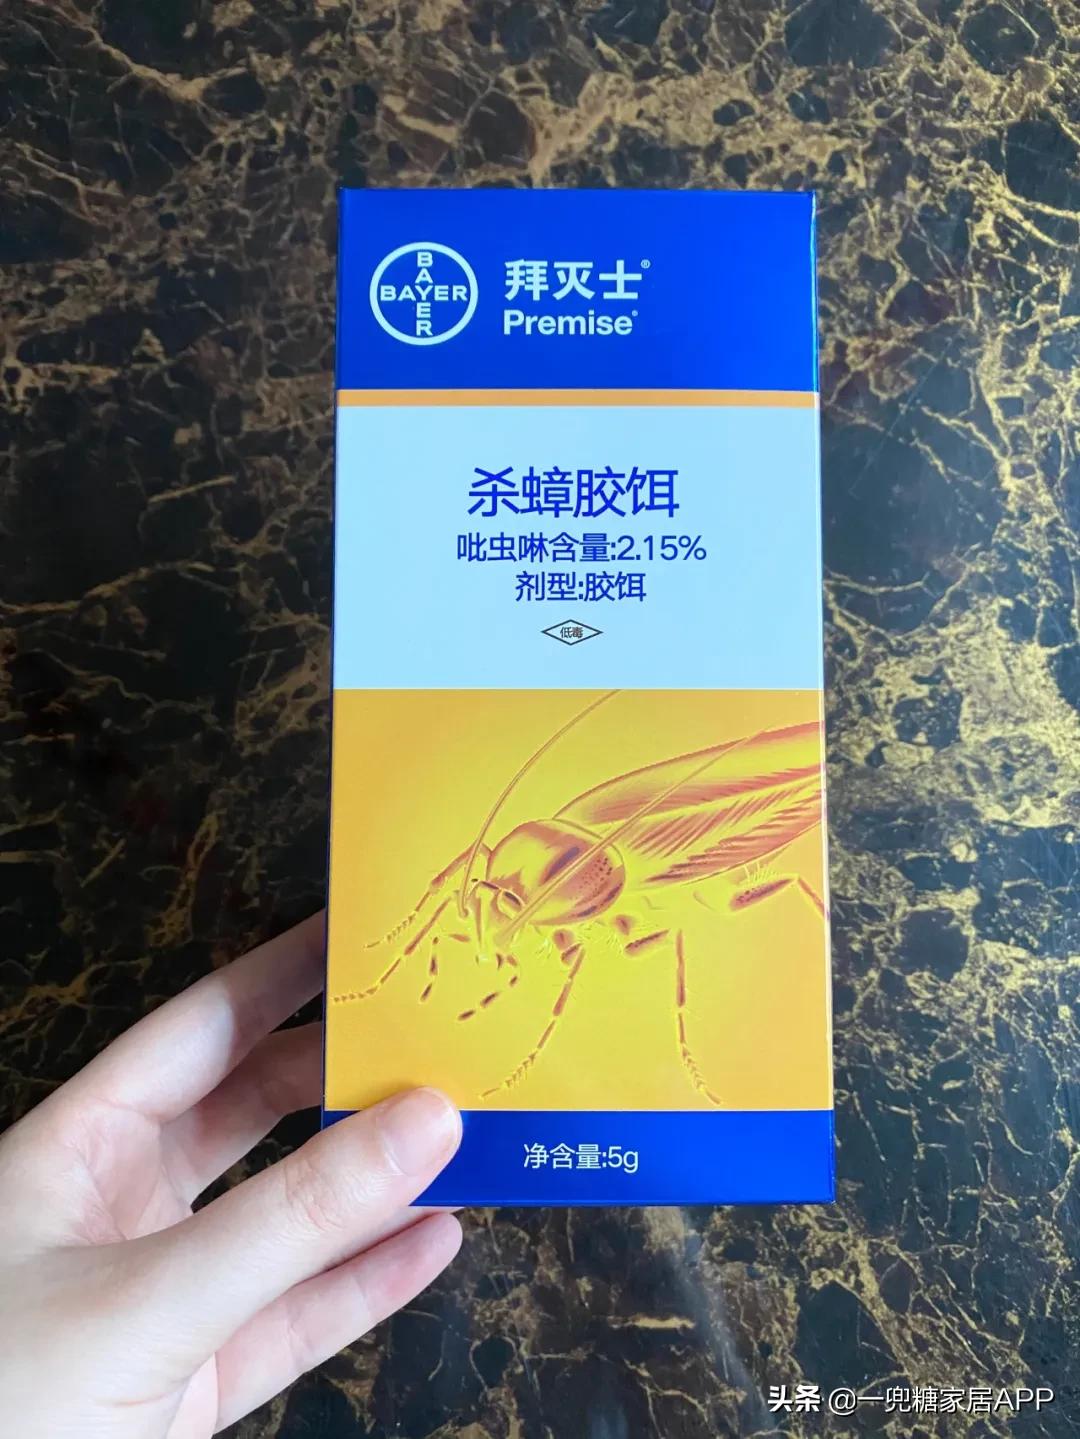 BAYER
BAYER
拜灭士®
Premise®
杀蟑胶饵
吡虫啉含量:2.15%
剂型:胶饵
低毒
净含量:5g
头条 @一兜糖家居APP